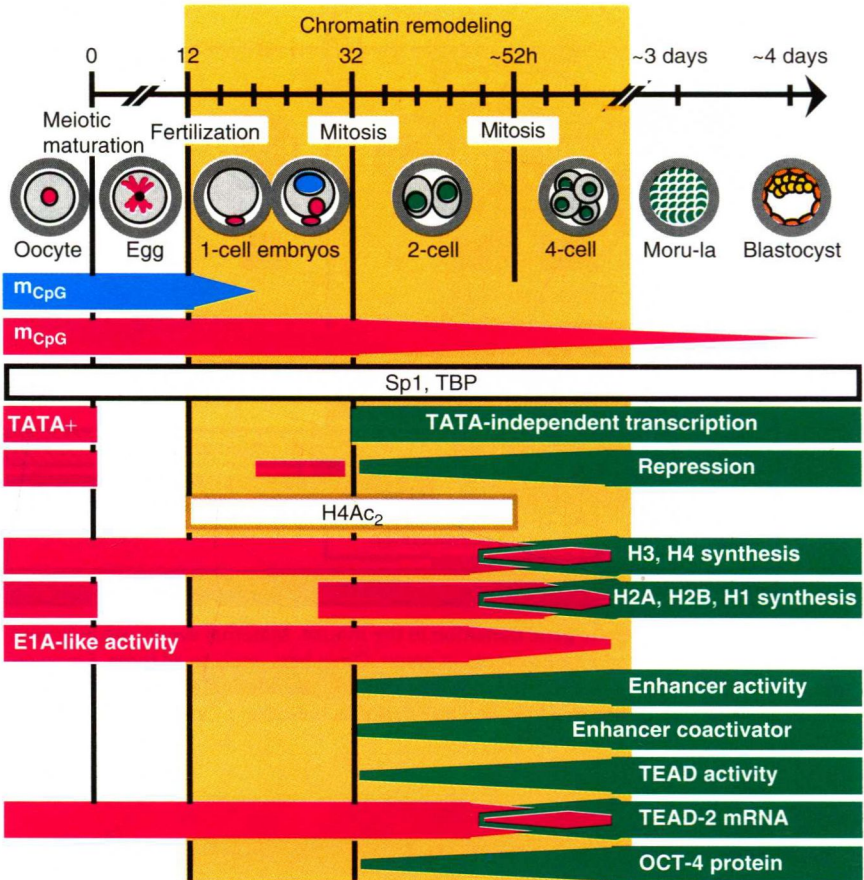 Chromatin remodeling
0 12 32 ~52h ~3 days ~4 days
Meiotic
maturation
Fertilization Mitosis Mitosis
Oocyte Egg 1-cell embryos 2-cell 4-cell Moru-la Blastocyst
mCpG
mCpG
Sp1, TBP
TATA+ TATA-independent transcription
Repression
H4Ac2
H3, H4 synthesis
H2A, H2B, H1 synthesis
E1A-like activity
Enhancer activity
Enhancer coactivator
TEAD activity
TEAD-2 mRNA
OCT-4 protein